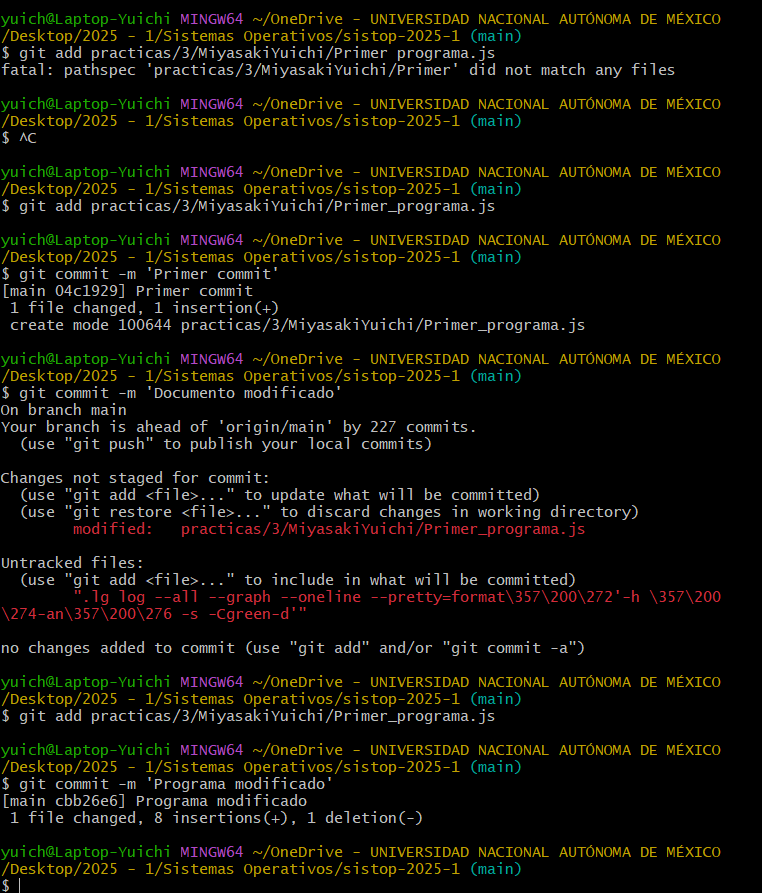 yuich@Laptop-Yuichi MINGW64 ~/OneDrive - UNIVERSIDAD NACIONAL AUTÓNOMA DE MÉXICO
/Desktop/2025 - 1/Sistemas Operativos/sistop-2025-1 (main)
$ git add practicas/3/MiyasakiYuichi/Primer programa.js
fatal: pathspec 'practicas/3/MiyasakiYuichi/Primer' did not match any files

yuich@Laptop-Yuichi MINGW64 ~/OneDrive - UNIVERSIDAD NACIONAL AUTÓNOMA DE MÉXICO
/Desktop/2025 - 1/Sistemas Operativos/sistop-2025-1 (main)
$ ^C

yuich@Laptop-Yuichi MINGW64 ~/OneDrive - UNIVERSIDAD NACIONAL AUTÓNOMA DE MÉXICO
/Desktop/2025 - 1/Sistemas Operativos/sistop-2025-1 (main)
$ git add practicas/3/MiyasakiYuichi/Primer_programa.js

yuich@Laptop-Yuichi MINGW64 ~/OneDrive - UNIVERSIDAD NACIONAL AUTÓNOMA DE MÉXICO
/Desktop/2025 - 1/Sistemas Operativos/sistop-2025-1 (main)
$ git commit -m 'Primer commit'
[main 04c1929] Primer commit
 1 file changed, 1 insertion(+)
 create mode 100644 practicas/3/MiyasakiYuichi/Primer_programa.js

yuich@Laptop-Yuichi MINGW64 ~/OneDrive - UNIVERSIDAD NACIONAL AUTÓNOMA DE MÉXICO
/Desktop/2025 - 1/Sistemas Operativos/sistop-2025-1 (main)
$ git commit -m 'Documento modificado'
On branch main
Your branch is ahead of 'origin/main' by 227 commits.
  (use "git push" to publish your local commits)

Changes not staged for commit:
  (use "git add <file>..." to update what will be committed)
  (use "git restore <file>..." to discard changes in working directory)
        modified:   practicas/3/MiyasakiYuichi/Primer_programa.js

Untracked files:
  (use "git add <file>..." to include in what will be committed)
        ".lg log --all --graph --oneline --pretty=format\357\200\272'-h \357\200
\274-an\357\200\276 -s -Cgreen-d'"

no changes added to commit (use "git add" and/or "git commit -a")

yuich@Laptop-Yuichi MINGW64 ~/OneDrive - UNIVERSIDAD NACIONAL AUTÓNOMA DE MÉXICO
/Desktop/2025 - 1/Sistemas Operativos/sistop-2025-1 (main)
$ git add practicas/3/MiyasakiYuichi/Primer_programa.js

yuich@Laptop-Yuichi MINGW64 ~/OneDrive - UNIVERSIDAD NACIONAL AUTÓNOMA DE MÉXICO
/Desktop/2025 - 1/Sistemas Operativos/sistop-2025-1 (main)
$ git commit -m 'Programa modificado'
[main cbb26e6] Programa modificado
 1 file changed, 8 insertions(+), 1 deletion(-)

yuich@Laptop-Yuichi MINGW64 ~/OneDrive - UNIVERSIDAD NACIONAL AUTÓNOMA DE MÉXICO
/Desktop/2025 - 1/Sistemas Operativos/sistop-2025-1 (main)
$